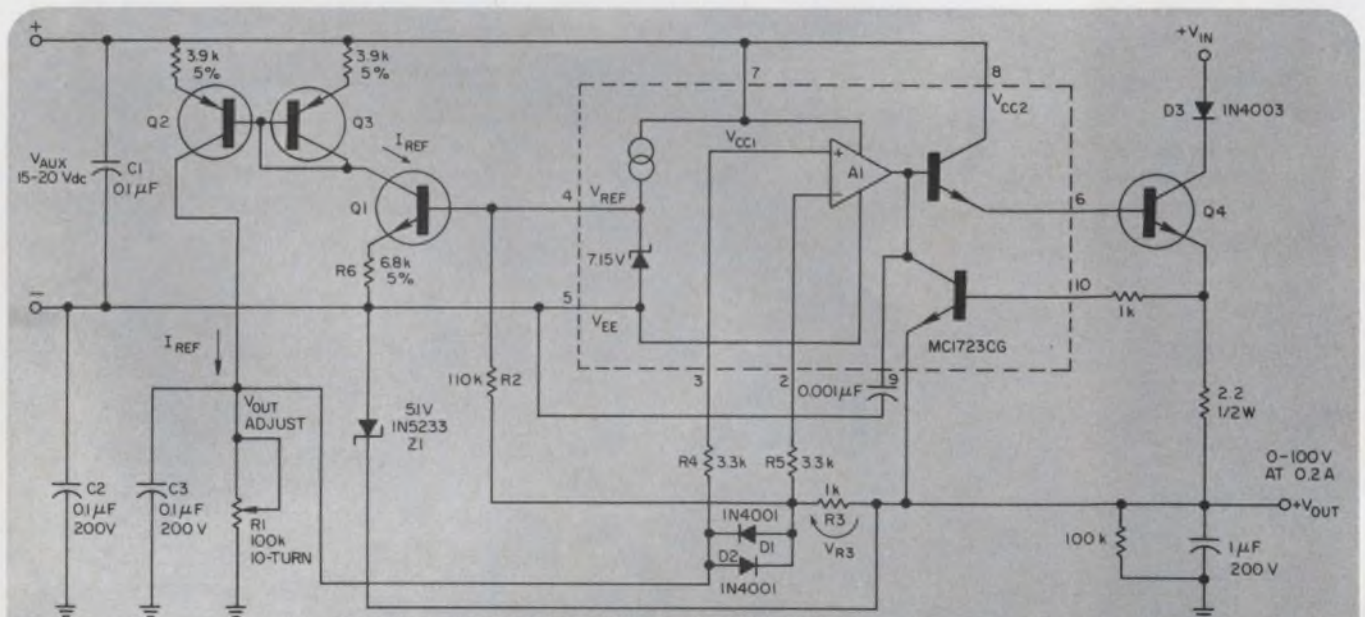 +
3.9k
5%
3.9k
5%
+VIN
7
8
VCC2
D3
1N4003
Q2
Q3
IREF
VCC1
VAUX
15-20 Vdc
C1
0.1µF
Q1
4
VREF
+
−
A1
6
Q4
R6
6.8k
5%
7.15V
−
5
VEE
10
1k
MC1723CG
IREF
110k
R2
3
2
0.001µF
9
2.2
1/2W
VOUT
ADJUST
5.1V
1N5233
Z1
R4
3.3k
R5
3.3k
0-100V
AT 0.2A
C2
0.1µF
200V
C3
0.1µF
200V
R1
100k
10-TURN
1N4001
D1
D2
1N4001
1k
R3
VR3
+VOUT
100k
1µF
200V